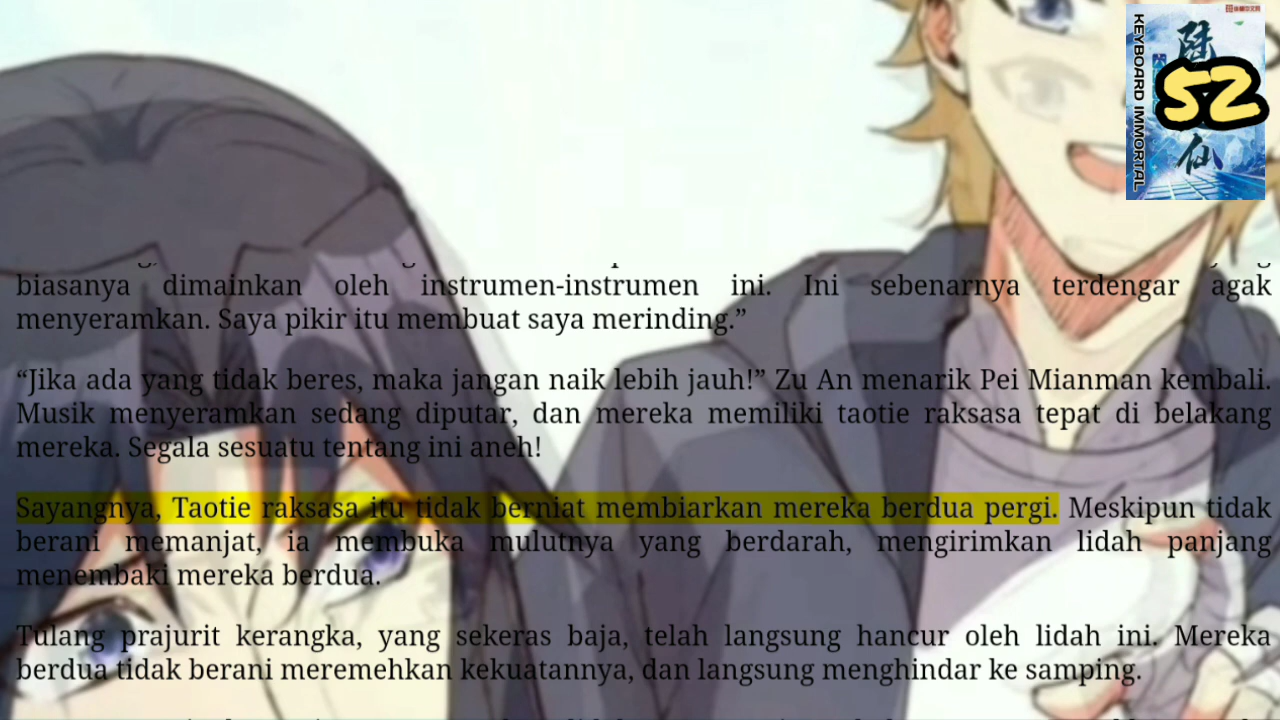 KEYBOARD IMMORTAL
52
仙
biasanya dimainkan oleh instrumen-instrumen ini. Ini sebenarnya terdengar agak
menyeramkan. Saya pikir itu membuat saya merinding.”
“Jika ada yang tidak beres, maka jangan naik lebih jauh!” Zu An menarik Pei Mianman kembali.
Musik menyeramkan sedang diputar, dan mereka memiliki taotie raksasa tepat di belakang
mereka. Segala sesuatu tentang ini aneh!
Sayangnya, Taotie raksasa itu tidak berniat membiarkan mereka berdua pergi. Meskipun tidak
berani memanjat, ia membuka mulutnya yang berdarah, mengirimkan lidah panjang
menembaki mereka berdua.
Tulang prajurit kerangka, yang sekeras baja, telah langsung hancur oleh lidah ini. Mereka
berdua tidak berani meremehkan kekuatannya, dan langsung menghindar ke samping.